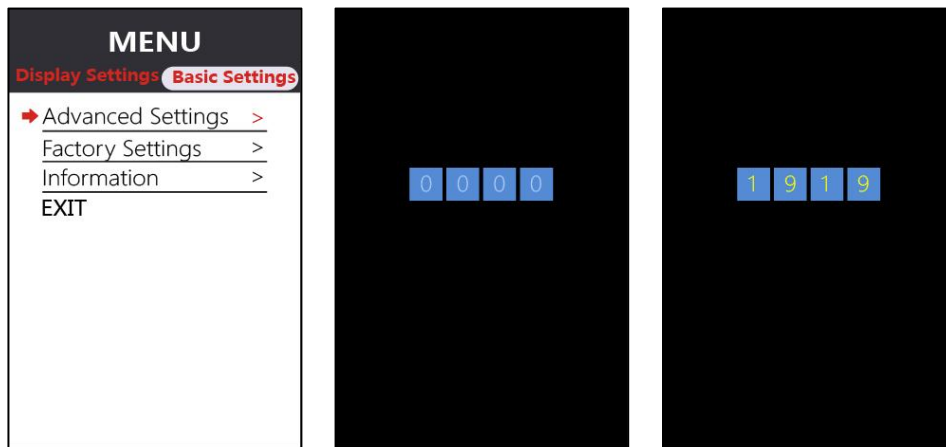 MENU
Display Settings Basic Settings
Advanced Settings >
Factory Settings >
Information >
EXIT
0 0 0 0
1 9 1 9